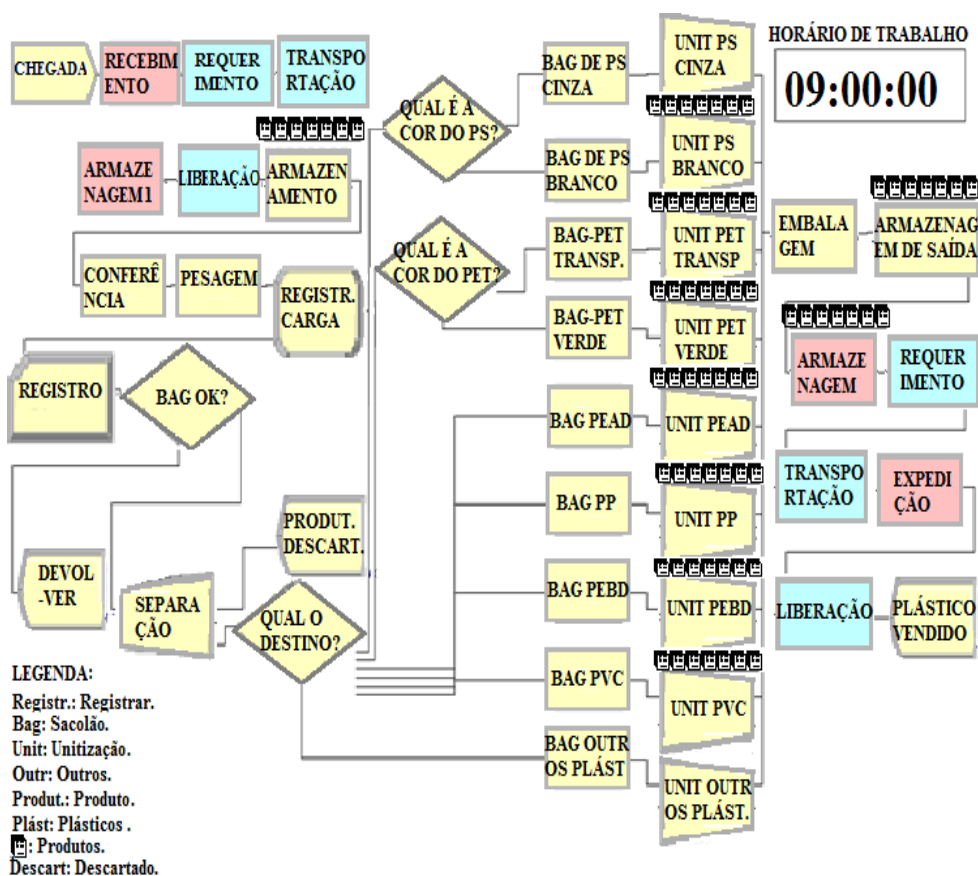 CHEGADA
RECEBIM
ENTO
REQUER
IMENTO
TRANSPO
RTAÇÃO
ARMAZE
NAGEM1
LIBERAÇÃO
ARMAZEN
AMENTO
CONFERÊ
NCIA
PESAGEM
REGISTR.
CARGA
REGISTRO
BAG OK?
DEVOL
-VER
SEPARA
ÇÃO
PRODUT.
DESCART.
QUAL O
DESTINO?
QUAL É A
COR DO PS?
QUAL É A
COR DO PET?
BAG DE PS
CINZA
BAG DE PS
BRANCO
BAG-PET
TRANSP.
BAG-PET
VERDE
BAG PEAD
BAG PP
BAG PEBD
BAG PVC
BAG OUTR
OS PLÁST
UNIT PS
CINZA
UNIT PS
BRANCO
UNIT PET
TRANSP
UNIT PET
VERDE
UNIT PEAD
UNIT PP
UNIT PEBD
UNIT PVC
UNIT OUTR
OS PLÁST.
HORÁRIO DE TRABALHO
09:00:00
EMBALA
GEM
ARMAZENAG
EM DE SAÍDA
ARMAZE
NAGEM
REQUER
IMENTO
TRANSPO
RTAÇÃO
EXPEDI
ÇÃO
LIBERAÇÃO
PLÁSTICO
VENDIDO
LEGENDA:
Registr.: Registrar.
Bag: Sacolão.
Unit: Unitização.
Outr: Outros.
Produt.: Produto.
Plást: Plásticos .
: Produtos.
Descart: Descartado.